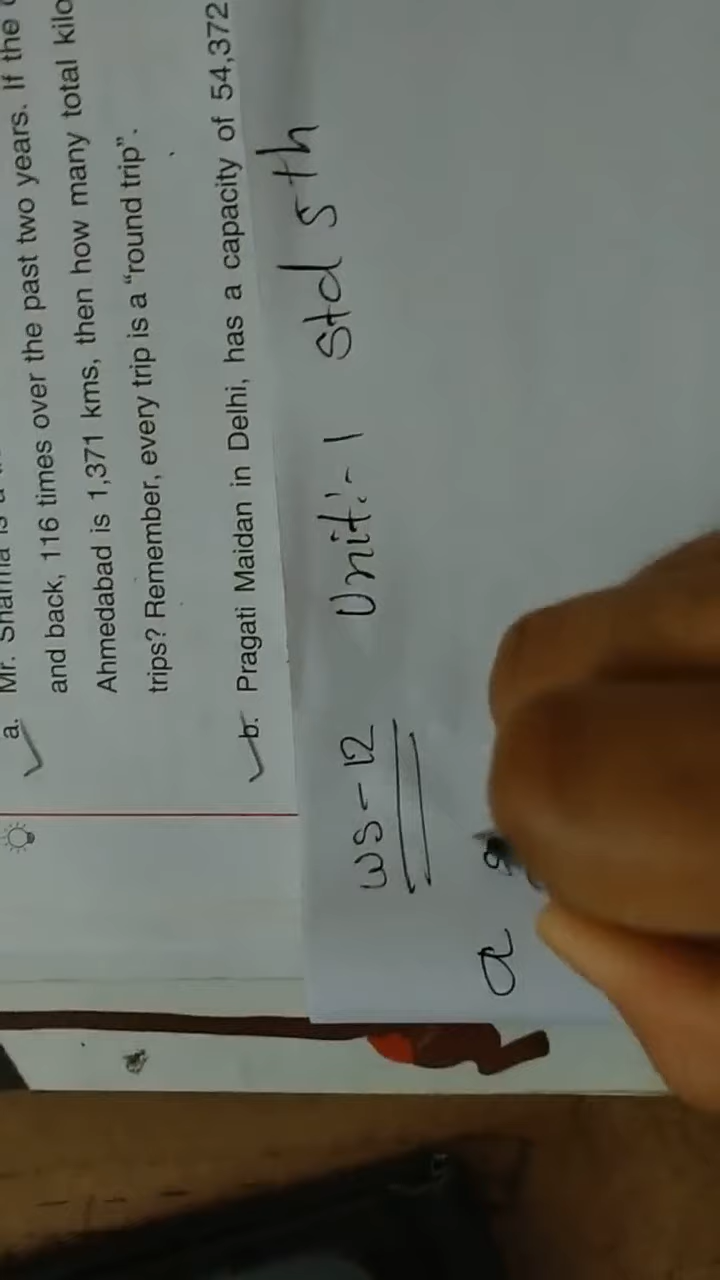 a. Mr. Sharma is a
and back, 116 times over the past two years. If the
Ahmedabad is 1,371 kms, then how many total kilo
trips? Remember, every trip is a “round trip”.
b. Pragati Maidan in Delhi, has a capacity of 54,372
WS-12 Unit:-1 Std 5th
a